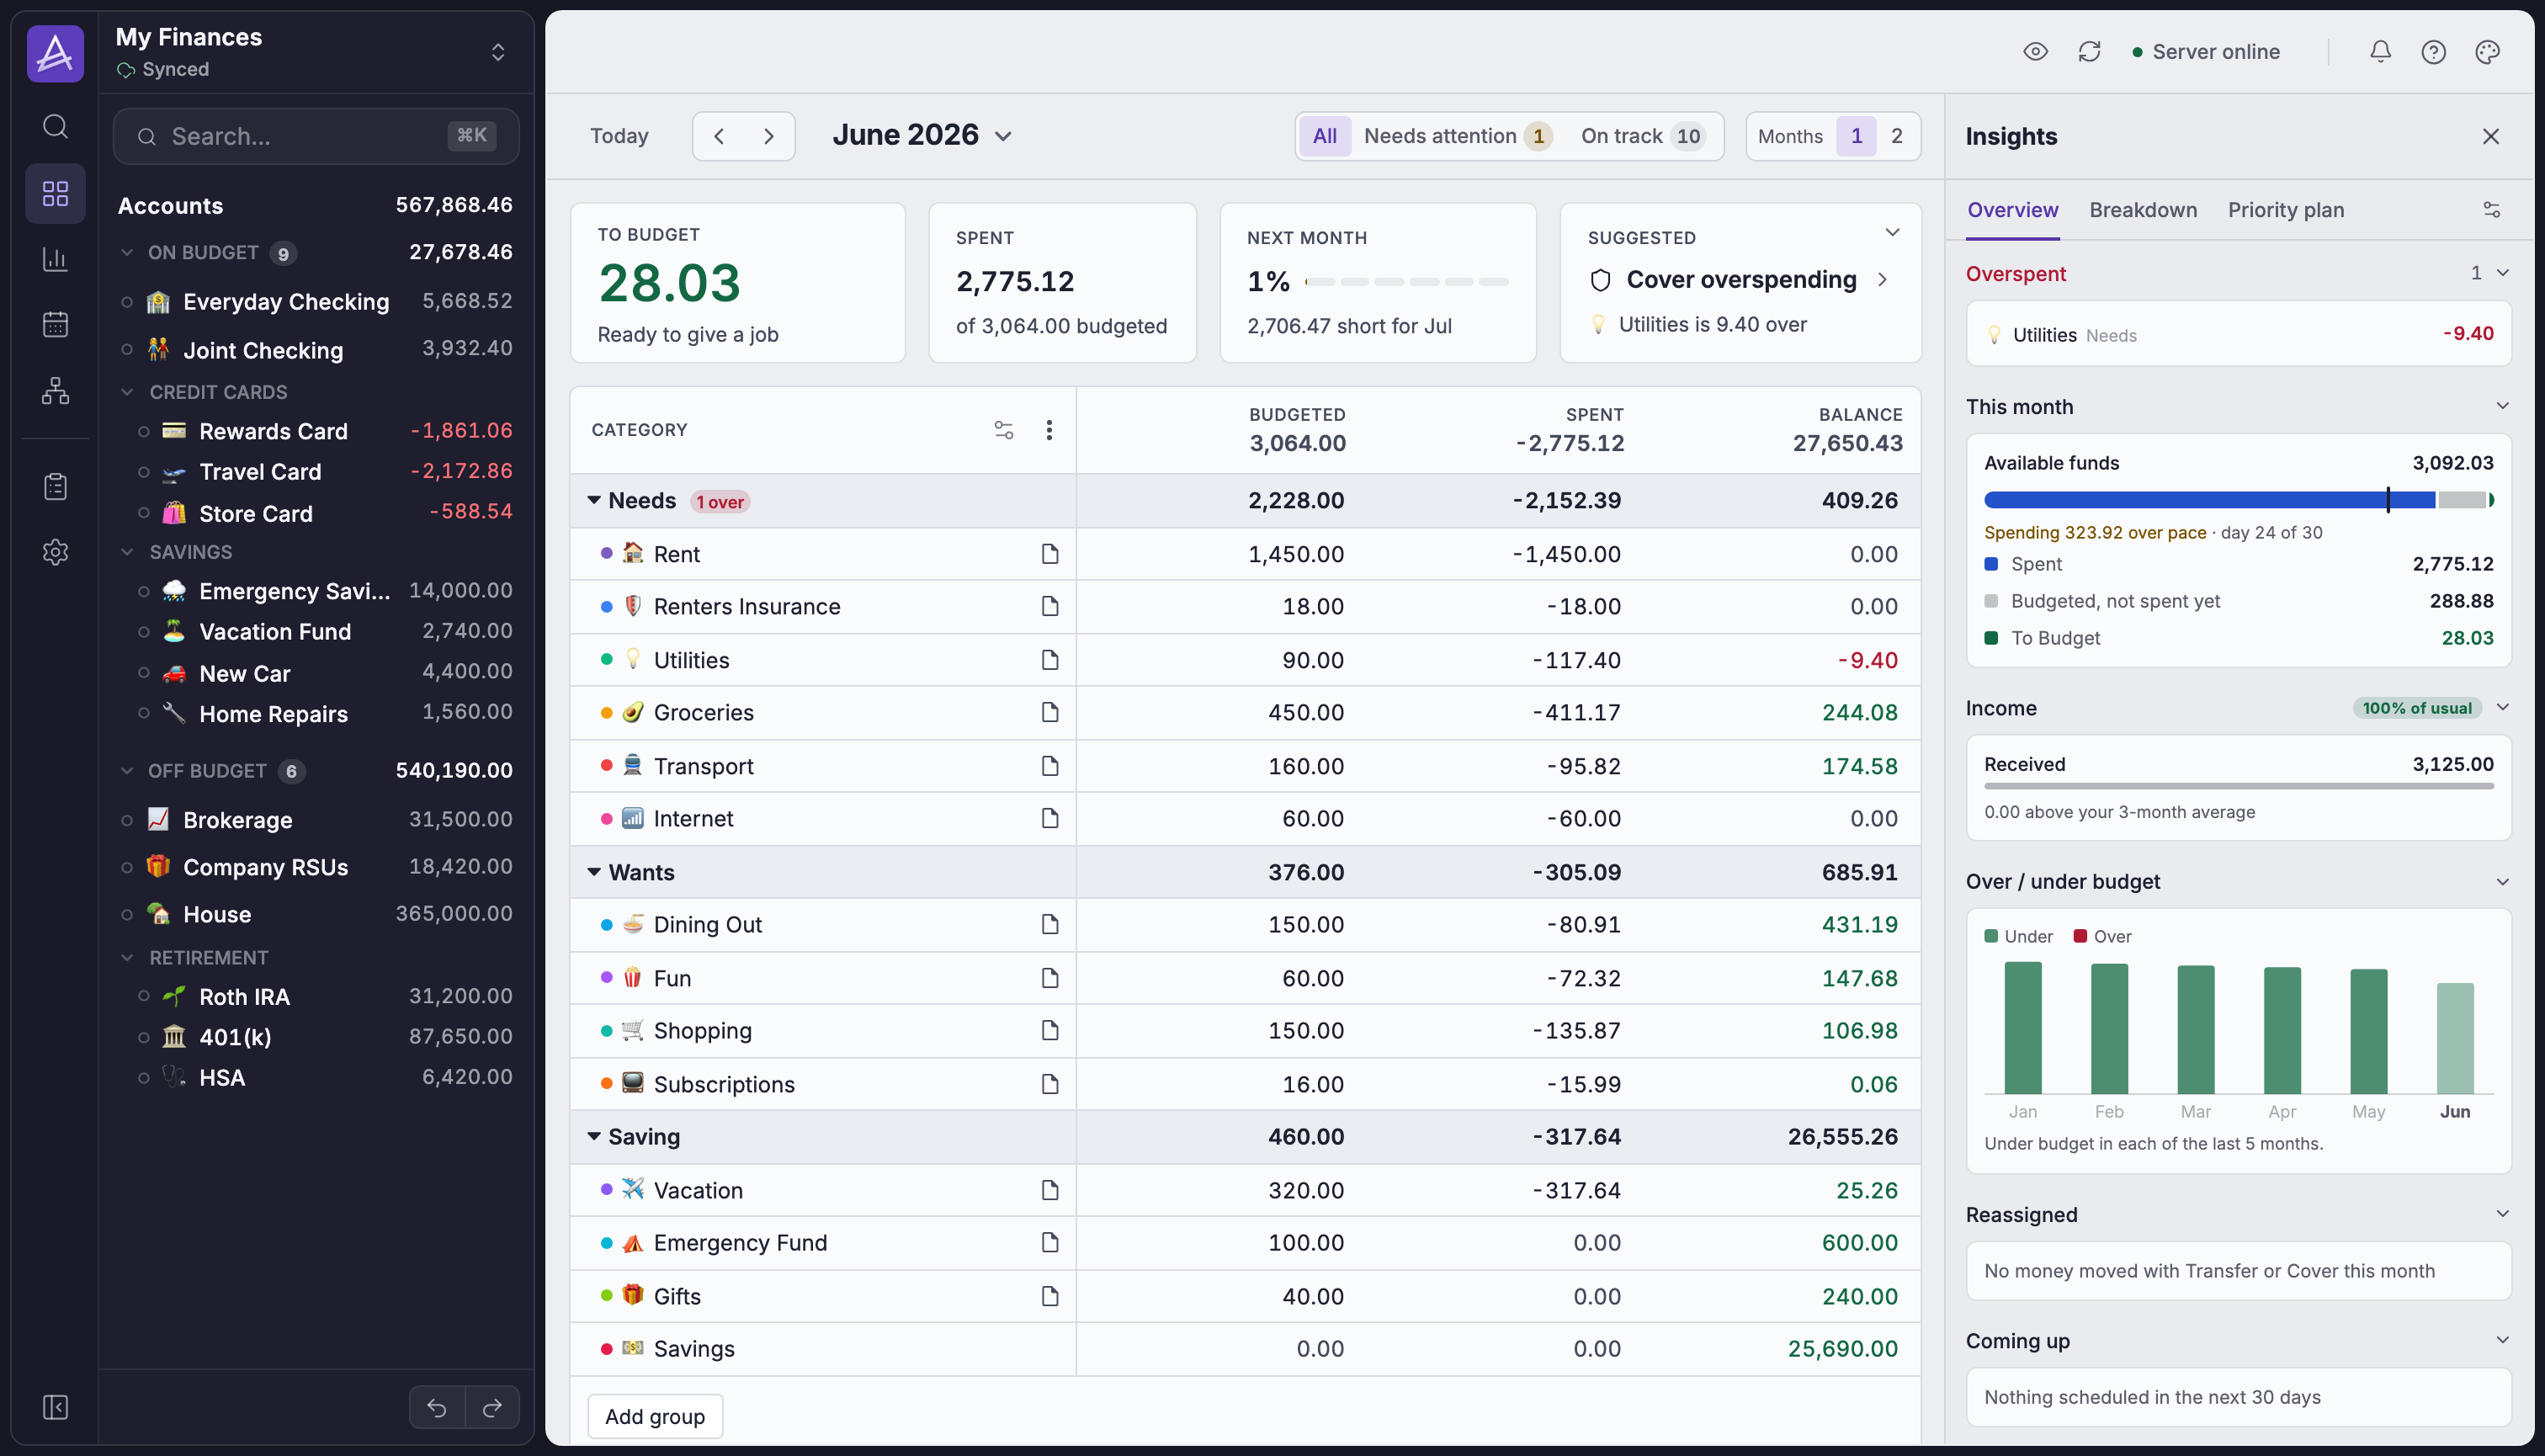 My Finances
Synced
Search... ⌘K
Accounts 567,868.46
ON BUDGET 9 27,678.46
Everyday Checking 5,668.52
Joint Checking 3,932.40
CREDIT CARDS
Rewards Card -1,861.06
Travel Card -2,172.86
Store Card -588.54
SAVINGS
Emergency Savi... 14,000.00
Vacation Fund 2,740.00
New Car 4,400.00
Home Repairs 1,560.00
OFF BUDGET 6 540,190.00
Brokerage 31,500.00
Company RSUs 18,420.00
House 365,000.00
RETIREMENT
Roth IRA 31,200.00
401(k) 87,650.00
HSA 6,420.00
Server online
Today June 2026 All Needs attention 1 On track 10 Months 1 2
TO BUDGET
28.03
Ready to give a job
SPENT
2,775.12
of 3,064.00 budgeted
NEXT MONTH
1%
2,706.47 short for Jul
SUGGESTED
Cover overspending
Utilities is 9.40 over
CATEGORY BUDGETED 3,064.00 SPENT -2,775.12 BALANCE 27,650.43
Needs 1 over 2,228.00 -2,152.39 409.26
Rent 1,450.00 -1,450.00 0.00
Renters Insurance 18.00 -18.00 0.00
Utilities 90.00 -117.40 -9.40
Groceries 450.00 -411.17 244.08
Transport 160.00 -95.82 174.58
Internet 60.00 -60.00 0.00
Wants 376.00 -305.09 685.91
Dining Out 150.00 -80.91 431.19
Fun 60.00 -72.32 147.68
Shopping 150.00 -135.87 106.98
Subscriptions 16.00 -15.99 0.06
Saving 460.00 -317.64 26,555.26
Vacation 320.00 -317.64 25.26
Emergency Fund 100.00 0.00 600.00
Gifts 40.00 0.00 240.00
Savings 0.00 0.00 25,690.00
Add group
Insights
Overview Breakdown Priority plan
Overspent 1
Utilities Needs -9.40
This month
Available funds 3,092.03
Spending 323.92 over pace · day 24 of 30
Spent 2,775.12
Budgeted, not spent yet 288.88
To Budget 28.03
Income 100% of usual
Received 3,125.00
0.00 above your 3-month average
Over / under budget
Under Over
Jan Feb Mar Apr May Jun
Under budget in each of the last 5 months.
Reassigned
No money moved with Transfer or Cover this month
Coming up
Nothing scheduled in the next 30 days